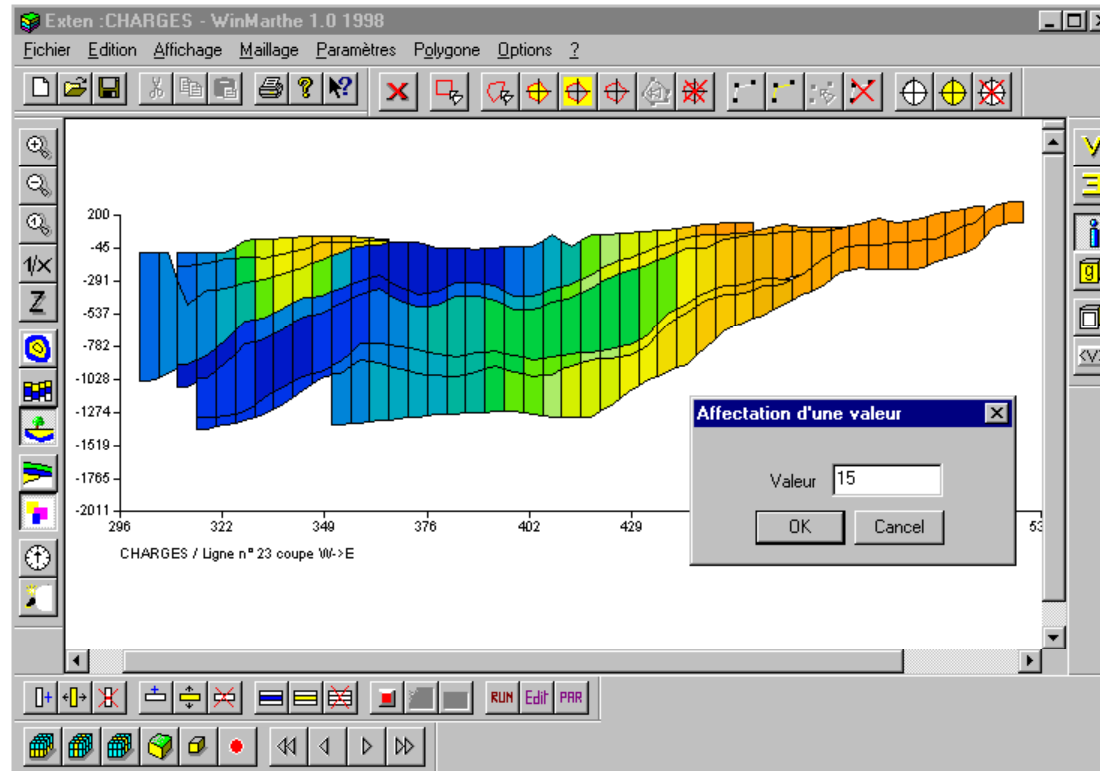 Exten :CHARGES - WinMarthe 1.0 1998
Fichier Edition Affichage Maillage Paramètres Polygone Options ?
1/X
Z
g
<V>
200
-45
-291
-537
-782
-1028
-1274
-1519
-1765
-2011
296 322 349 376 402 429 53
CHARGES / Ligne n° 23 coupe W->E
Affectation d'une valeur
Valeur 15
OK Cancel
RUN Edit PAR